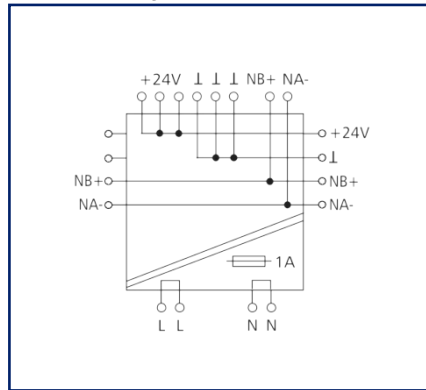 +24V ⊥ ⊥ ⊥ NB+ NA-
+24V
⊥
NB+ NB+
NA- NA-
1A
L L N N